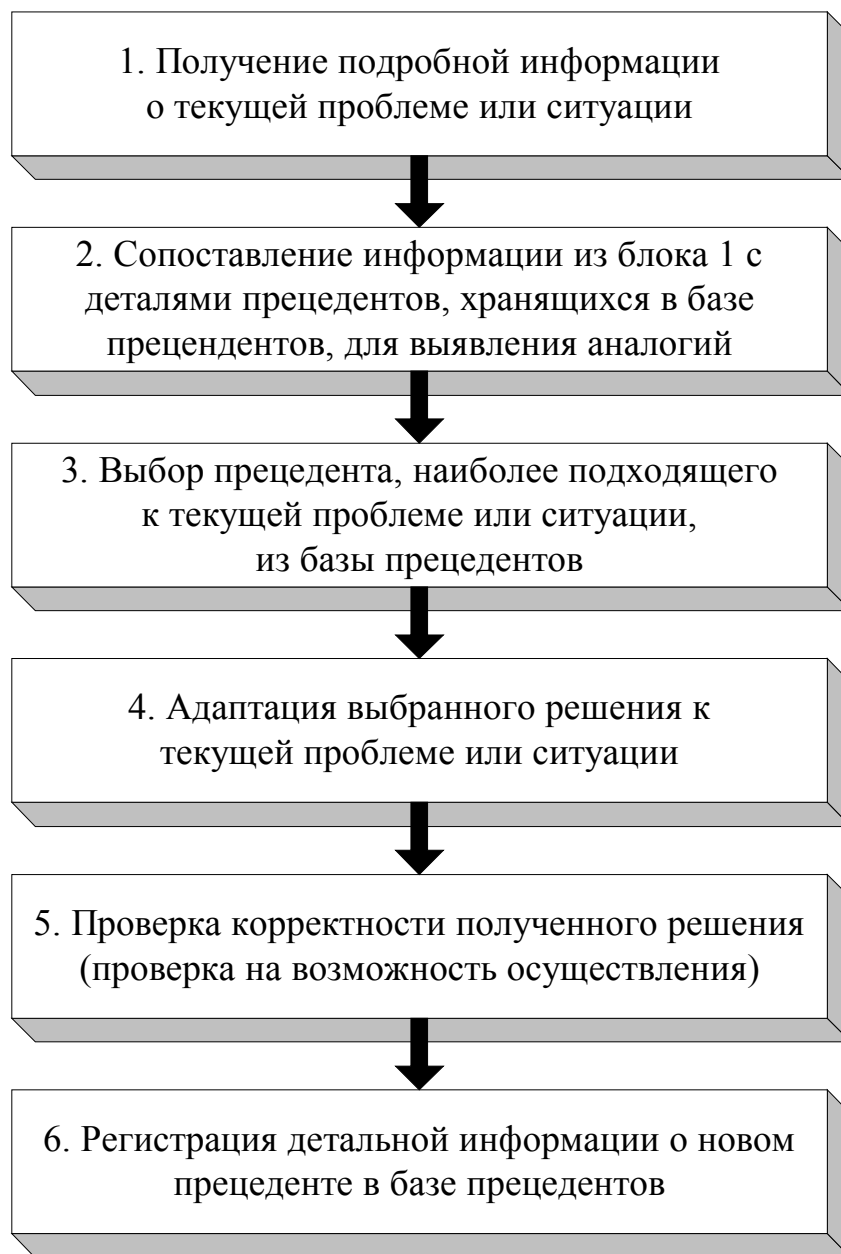 1. Получение подробной информации
о текущей проблеме или ситуации
2. Сопоставление информации из блока 1 с
деталями прецедентов, хранящихся в базе
прецендентов, для выявления аналогий
3. Выбор прецедента, наиболее подходящего
к текущей проблеме или ситуации,
из базы прецедентов
4. Адаптация выбранного решения к
текущей проблеме или ситуации
5. Проверка корректности полученного решения
(проверка на возможность осуществления)
6. Регистрация детальной информации о новом
прецеденте в базе прецедентов